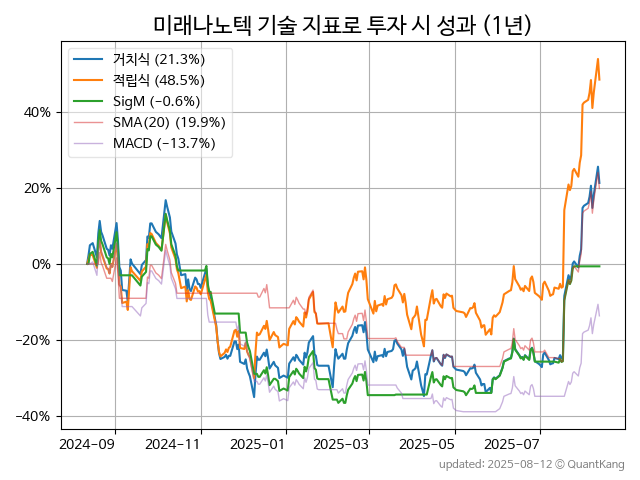 미래나노텍 기술 지표로 투자 시 성과 (1년)
거치식 (21.3%)
적립식 (48.5%)
SigM (−0.6%)
SMA(20) (19.9%)
MACD (−13.7%)
40%
20%
0%
−20%
−40%
2024-09 2024-11 2025-01 2025-03 2025-05 2025-07
updated: 2025-08-12 © QuantKang